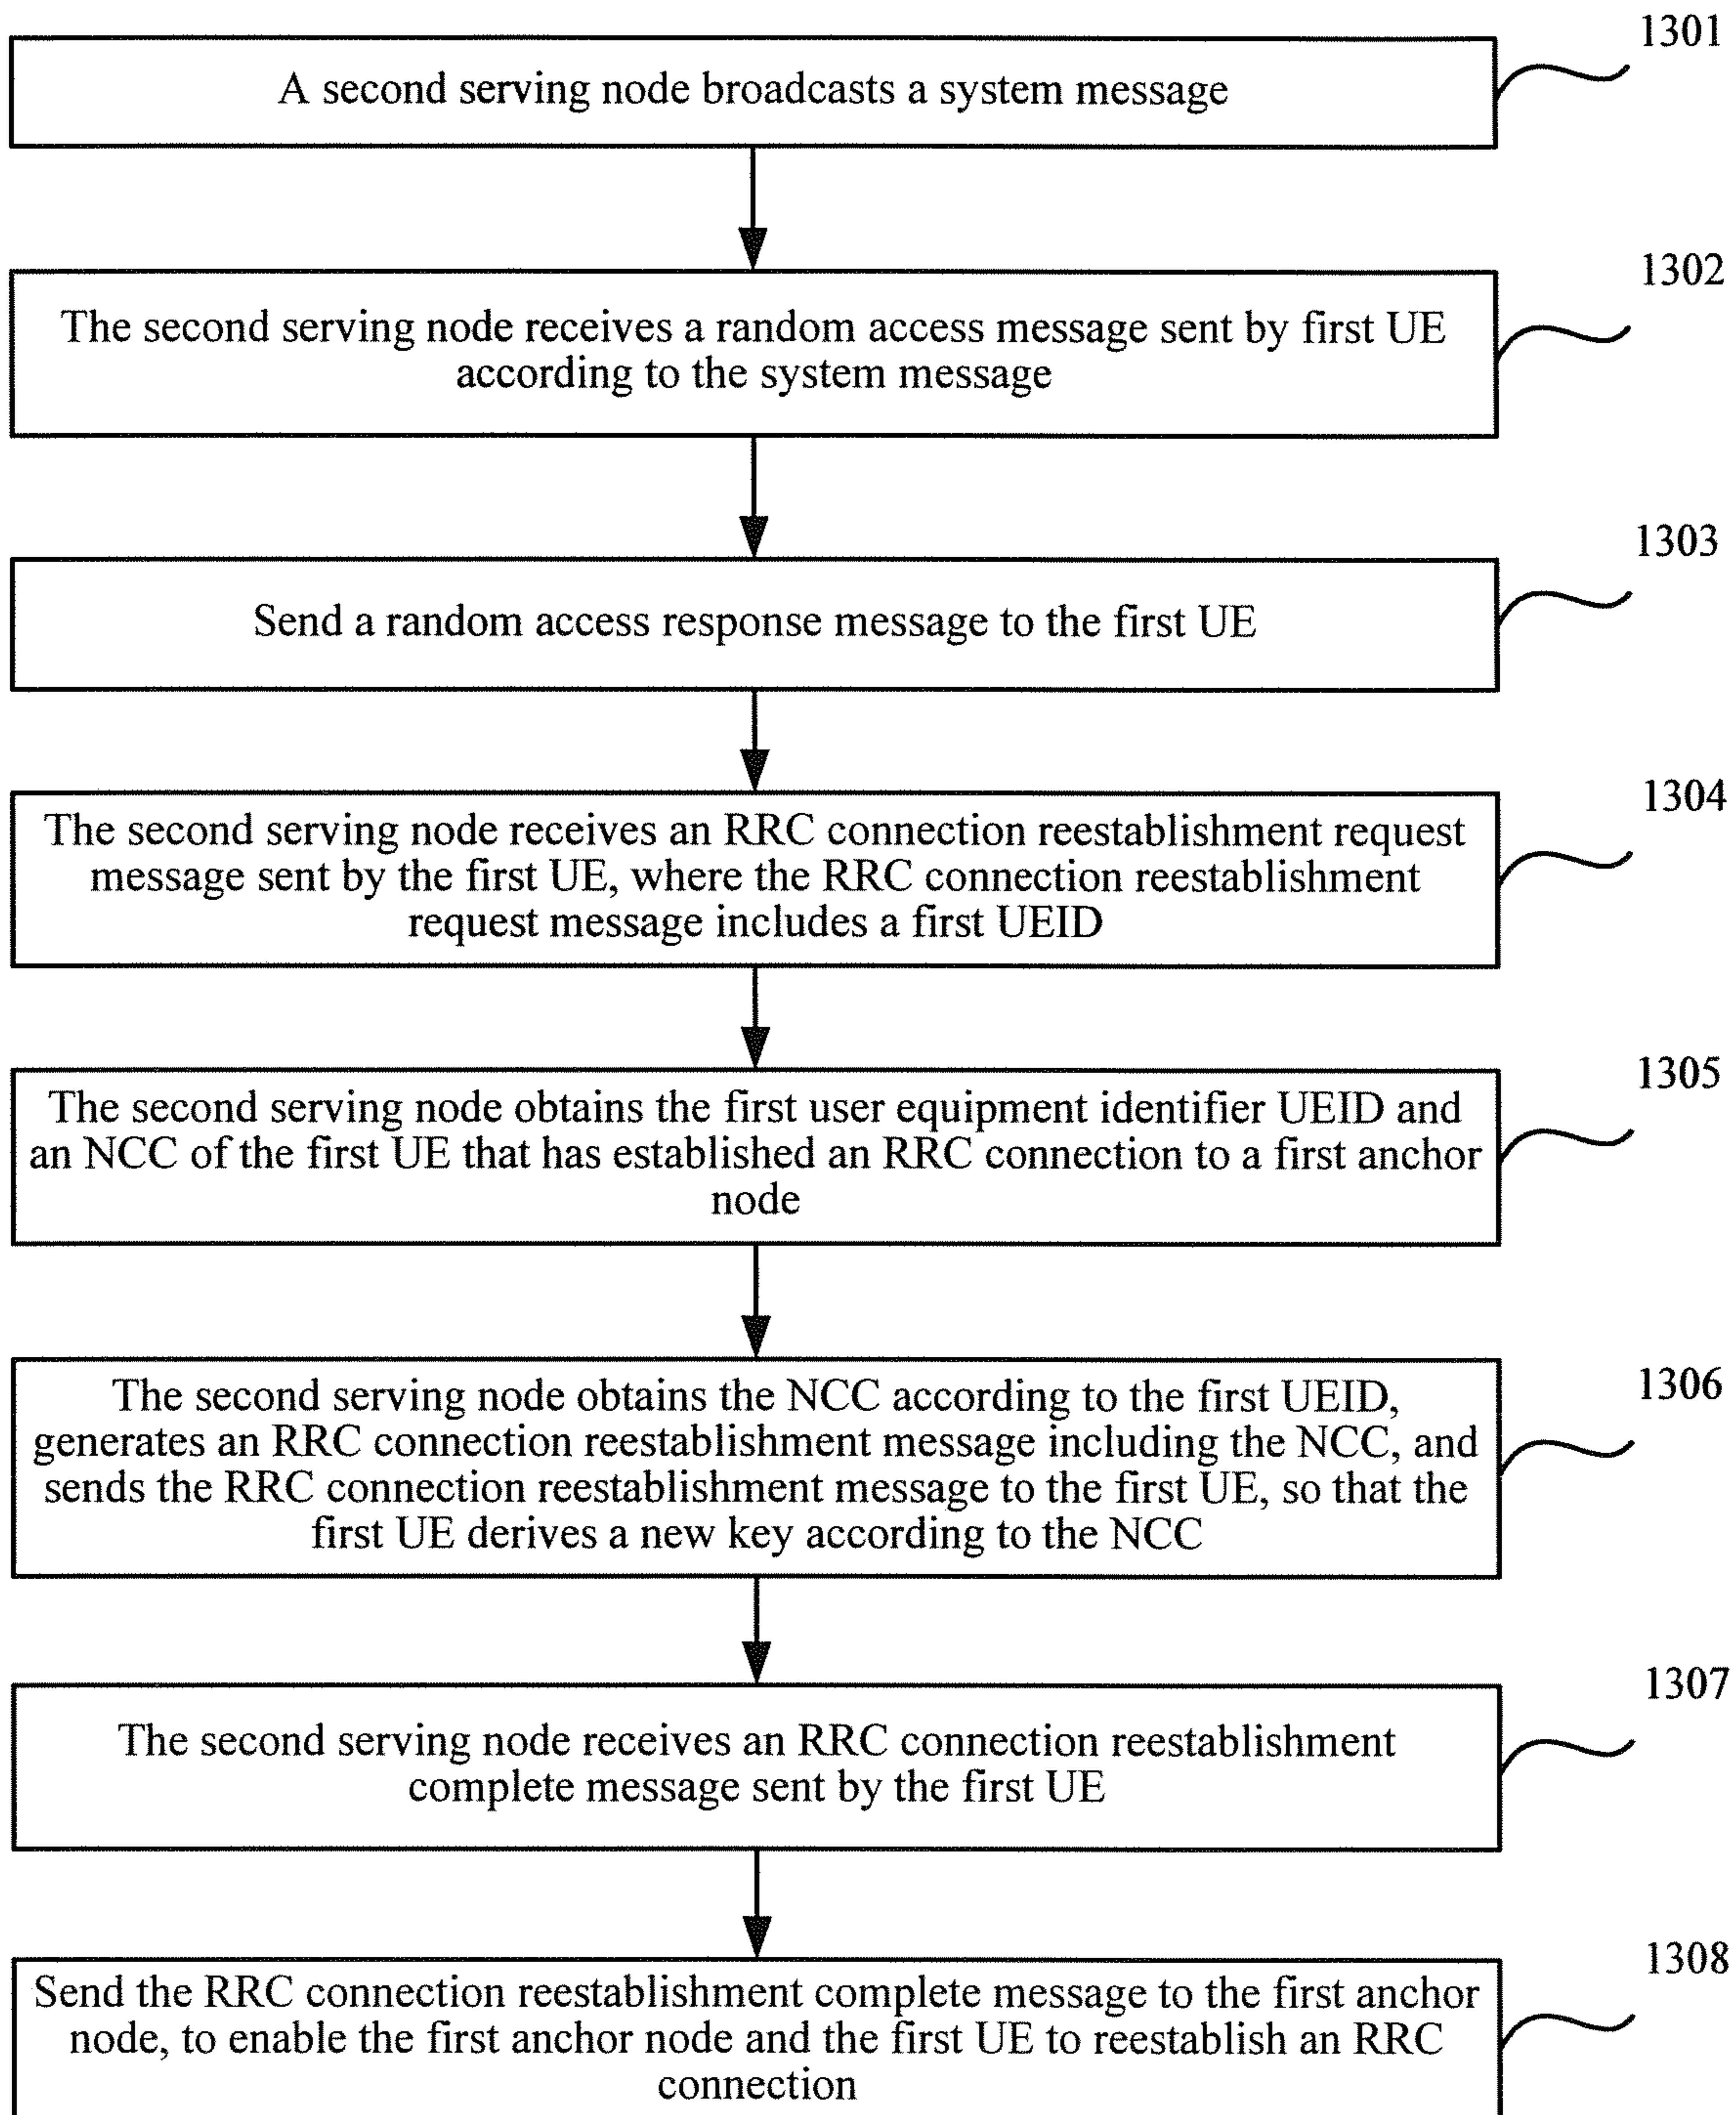 1301
A second serving node broadcasts a system message
1302
The second serving node receives a random access message sent by first UE
according to the system message
1303
Send a random access response message to the first UE
1304
The second serving node receives an RRC connection reestablishment request
message sent by the first UE, where the RRC connection reestablishment
request message includes a first UEID
1305
The second serving node obtains the first user equipment identifier UEID and
an NCC of the first UE that has established an RRC connection to a first anchor
node
1306
The second serving node obtains the NCC according to the first UEID,
generates an RRC connection reestablishment message including the NCC, and
sends the RRC connection reestablishment message to the first UE, so that the
first UE derives a new key according to the NCC
1307
The second serving node receives an RRC connection reestablishment
complete message sent by the first UE
1308
Send the RRC connection reestablishment complete message to the first anchor
node, to enable the first anchor node and the first UE to reestablish an RRC
connection